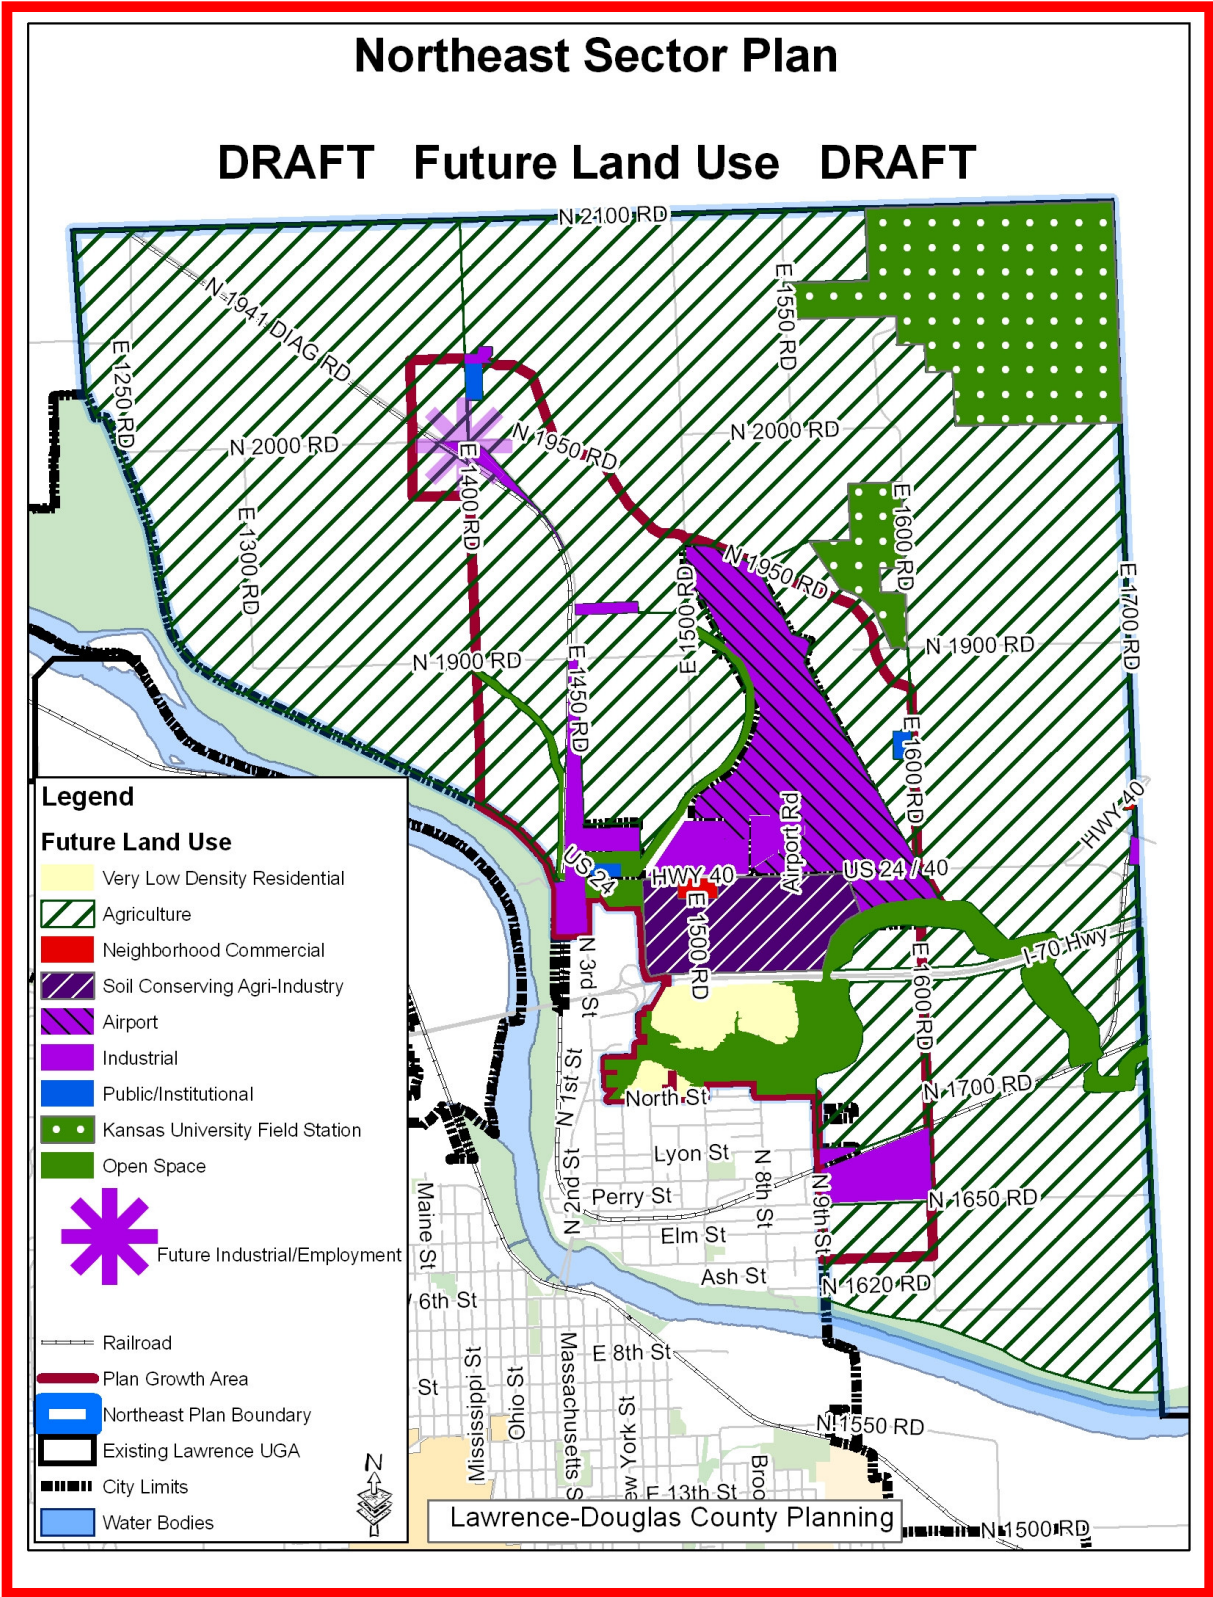 Northeast Sector Plan
DRAFT Future Land Use DRAFT
N 2100 RD
N 1941 DIAG RD
E 1550 RD
E 1250 RD
N 2000 RD
N 1950 RD
N 2000 RD
E 1400 RD
E 1300 RD
E 1600 RD
N 1950 RD
E 1500 RD
E 1700 RD
N 1900 RD
N 1900 RD
E 1450 RD
E 1600 RD
HWY 40
Airport Rd
US 24
HWY 40
US 24 / 40
E 1500 RD
N 3rd St
I-70 Hwy
E 1600 RD
N 1st St
North St
N 1700 RD
Lyon St
N 8th St
N 2nd St
Perry St
N 9th St
N 1650 RD
Maine St
Elm St
Ash St
N 1620 RD
6th St
E 8th St
St
Mississippi St
Ohio St
Massachusetts S
ew York St
N 1550 RD
Broo
E 13th St
N 1500 RD
Legend
Future Land Use
Very Low Density Residential
Agriculture
Neighborhood Commercial
Soil Conserving Agri-Industry
Airport
Industrial
Public/Institutional
Kansas University Field Station
Open Space
Future Industrial/Employment
Railroad
Plan Growth Area
Northeast Plan Boundary
Existing Lawrence UGA
City Limits
Water Bodies
N
Lawrence-Douglas County Planning